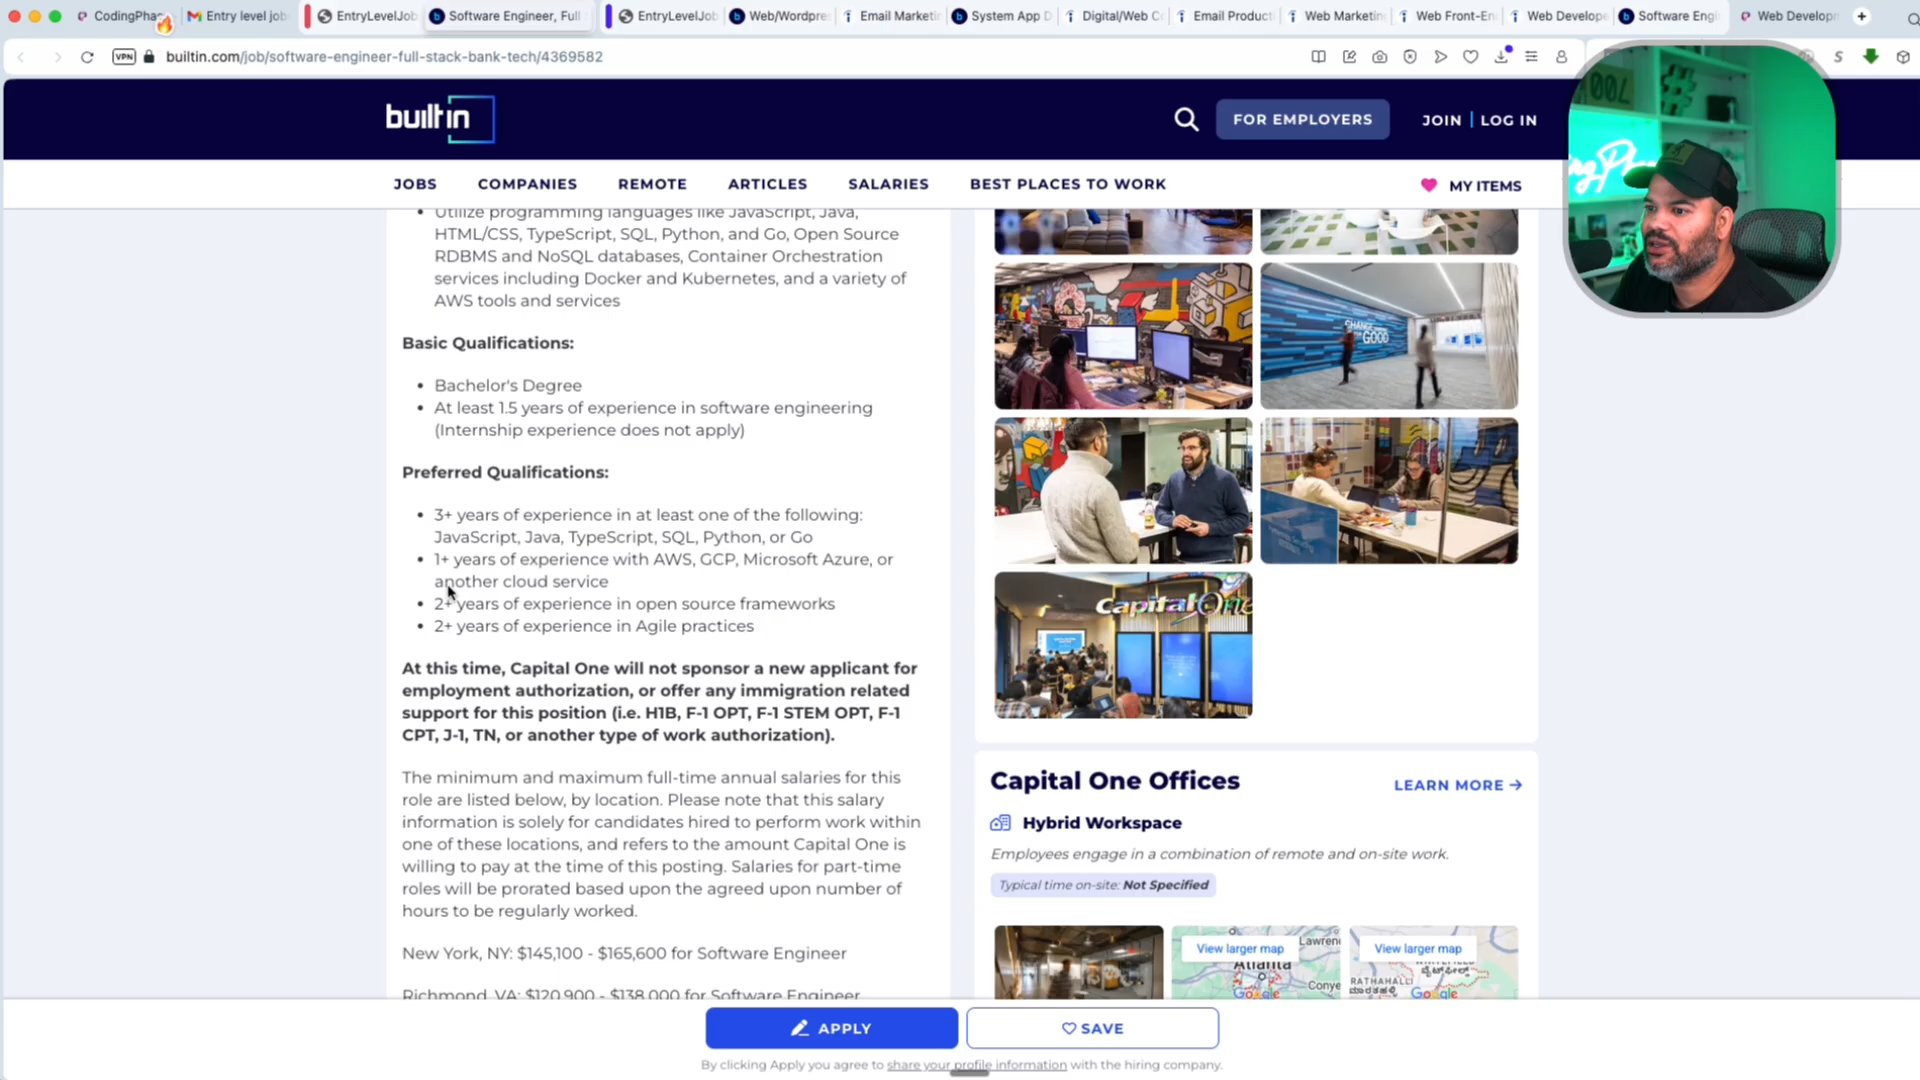 CodingPha
Entry level job
EntryLevelJob
Software Engineer, Full
EntryLevelJob
Web/Wordpre
Email Marketi
System App D
Digital/Web C
Email Product
Web Marketin
Web Front-En
Web Develope
Software Engi
Web Developm
VPN
builtin.com/job/software-engineer-full-stack-bank-tech/4369582
S
builtin
FOR EMPLOYERS
JOIN | LOG IN
JOBS
COMPANIES
REMOTE
ARTICLES
SALARIES
BEST PLACES TO WORK
MY ITEMS
• Utilize programming languages like JavaScript, Java,
HTML/CSS, TypeScript, SQL, Python, and Go, Open Source
RDBMS and NoSQL databases, Container Orchestration
services including Docker and Kubernetes, and a variety of
AWS tools and services
Basic Qualifications:
• Bachelor's Degree
• At least 1.5 years of experience in software engineering
(Internship experience does not apply)
Preferred Qualifications:
• 3+ years of experience in at least one of the following:
JavaScript, Java, TypeScript, SQL, Python, or Go
• 1+ years of experience with AWS, GCP, Microsoft Azure, or
another cloud service
• 2+ years of experience in open source frameworks
• 2+ years of experience in Agile practices
At this time, Capital One will not sponsor a new applicant for
employment authorization, or offer any immigration related
support for this position (i.e. H1B, F-1 OPT, F-1 STEM OPT, F-1
CPT, J-1, TN, or another type of work authorization).
The minimum and maximum full-time annual salaries for this
role are listed below, by location. Please note that this salary
information is solely for candidates hired to perform work within
one of these locations, and refers to the amount Capital One is
willing to pay at the time of this posting. Salaries for part-time
roles will be prorated based upon the agreed upon number of
hours to be regularly worked.
New York, NY: $145,100 - $165,600 for Software Engineer
Richmond, VA: $120,900 - $138,000 for Software Engineer
CHANGE
GOOD
Capital One
Capital One Offices
LEARN MORE →
Hybrid Workspace
Employees engage in a combination of remote and on-site work.
Typical time on-site: Not Specified
View larger map
Lawrenc
Atlanta
Conye
Google
View larger map
RATHAHALLI
Google
APPLY
SAVE
By clicking Apply you agree to share your profile information with the hiring company.